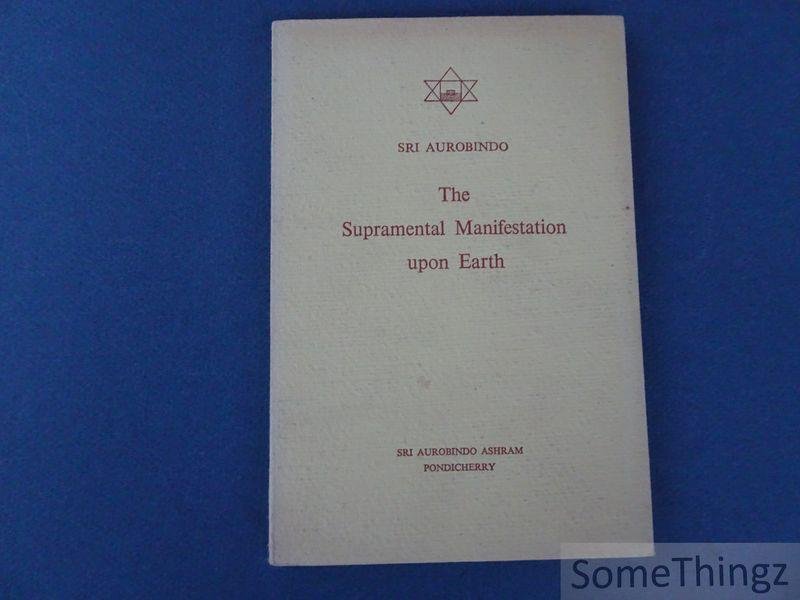 SRI AUROBINDO
The
Supramental Manifestation
upon Earth
SRI AUROBINDO ASHRAM
PONDICHERRY
SomeThingz